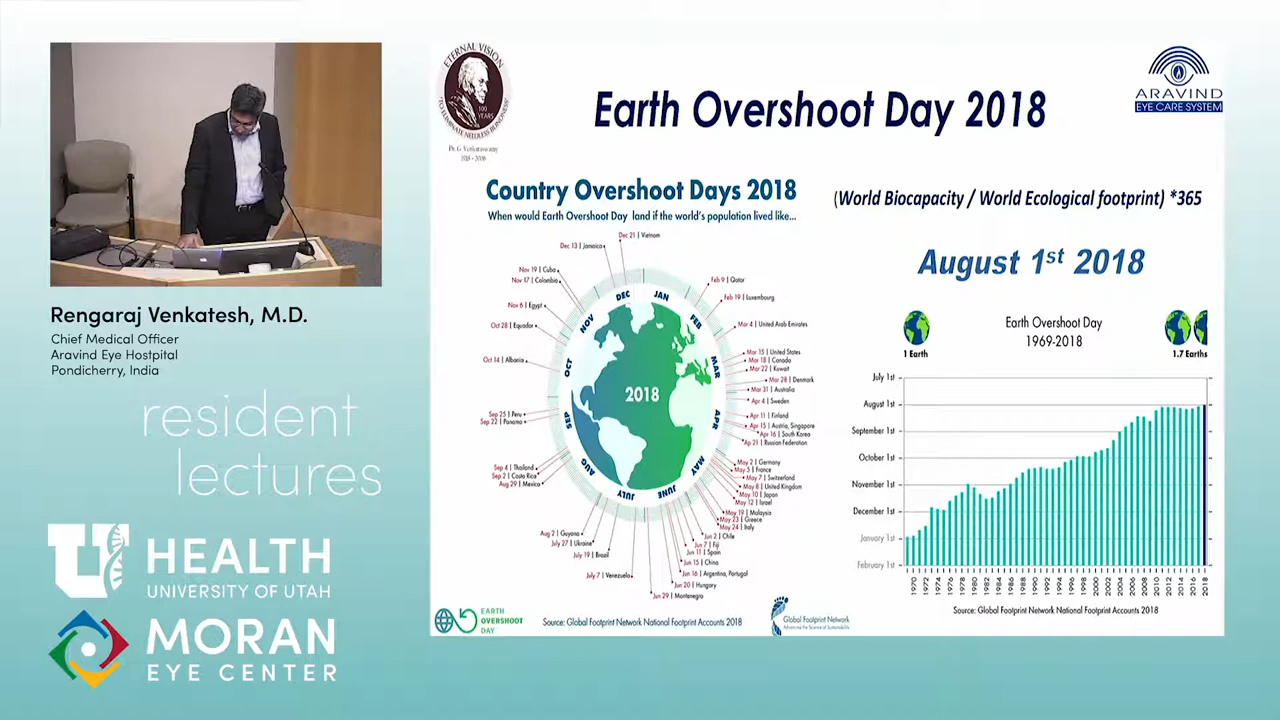 Rengaraj Venkatesh, M.D.
Chief Medical Officer
Aravind Eye Hostpital
Pondicherry, India
resident
lectures
U HEALTH
UNIVERSITY OF UTAH
MORAN
EYE CENTER
ETERNAL VISION
100
YEARS
"TO ELIMINATE NEEDLESS BLINDNESS"
Dr. G. Venkataswamy
1918 - 2006
Earth Overshoot Day 2018
ARAVIND
EYE CARE SYSTEM
Country Overshoot Days 2018
When would Earth Overshoot Day land if the world's population lived like...
Dec 21 | Vietnam
Dec 13 | Jamaica
Nov 19 | Cuba
Nov 17 | Colombia
Nov 6 | Egypt
Oct 28 | Equador
Oct 14 | Albania
Sep 25 | Peru
Sep 22 | Panama
Sep 4 | Thailand
Sep 2 | Costa Rica
Aug 29 | Mexico
Aug 2 | Guyana
July 27 | Ukraine
July 19 | Brazil
July 7 | Venezuela
Feb 9 | Qatar
Feb 19 | Luxembourg
Mar 4 | United Arab Emirates
Mar 15 | United States
Mar 18 | Canada
Mar 22 | Kuwait
Mar 28 | Denmark
Mar 31 | Australia
Apr 4 | Sweden
Apr 11 | Finland
Apr 15 | Austria, Singapore
Apr 16 | South Korea
Ap 21 | Russian Federation
May 2 | Germany
May 5 | France
May 7 | Switzerland
May 8 | United Kingdom
May 10 | Japan
May 12 | Israel
May 19 | Malaysia
May 23 | Greece
May 24 | Italy
Jun 2 | Chile
Jun 7 | Fiji
Jun 11 | Spain
Jun 15 | China
Jun 16 | Argentina, Portugal
Jun 20 | Hungary
Jun 29 | Montenegro
JAN
FEB
MAR
APR
MAY
JUNE
JULY
AUG
SEP
OCT
NOV
DEC
2018
EARTH
OVERSHOOT
DAY
Source: Global Footprint Network National Footprint Accounts 2018
Global Footprint Network
Advancing the Science of Sustainability
(World Biocapacity / World Ecological footprint) *365
August 1st 2018
Earth Overshoot Day
1969-2018
1 Earth
1.7 Earths
July 1st
August 1st
September 1st
October 1st
November 1st
December 1st
January 1st
February 1st
1970
1972
1974
1976
1978
1980
1982
1984
1986
1988
1990
1992
1994
1996
1998
2000
2002
2004
2006
2008
2010
2012
2014
2016
2018
Source: Global Footprint Network National Footprint Accounts 2018